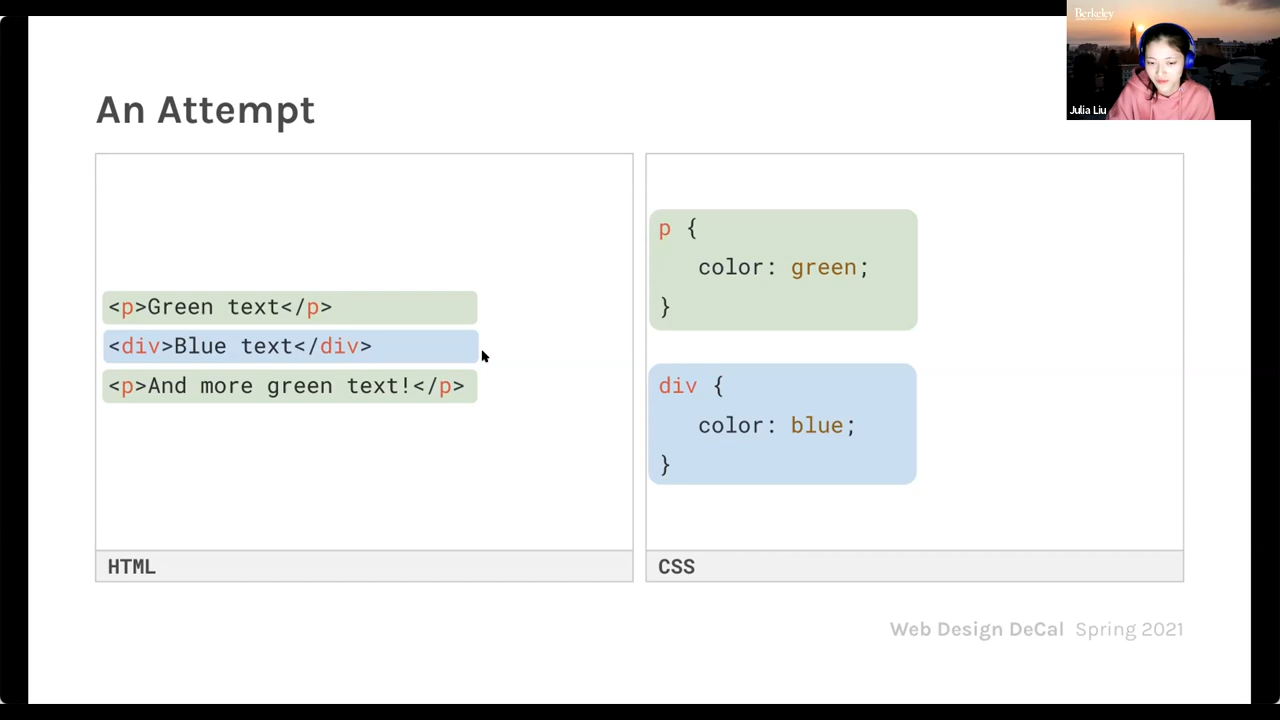 Berkeley
Julia Liu
An Attempt
<p>Green text</p>
<div>Blue text</div>
<p>And more green text!</p>
HTML
p {
color: green;
}
div {
color: blue;
}
CSS
Web Design DeCal Spring 2021